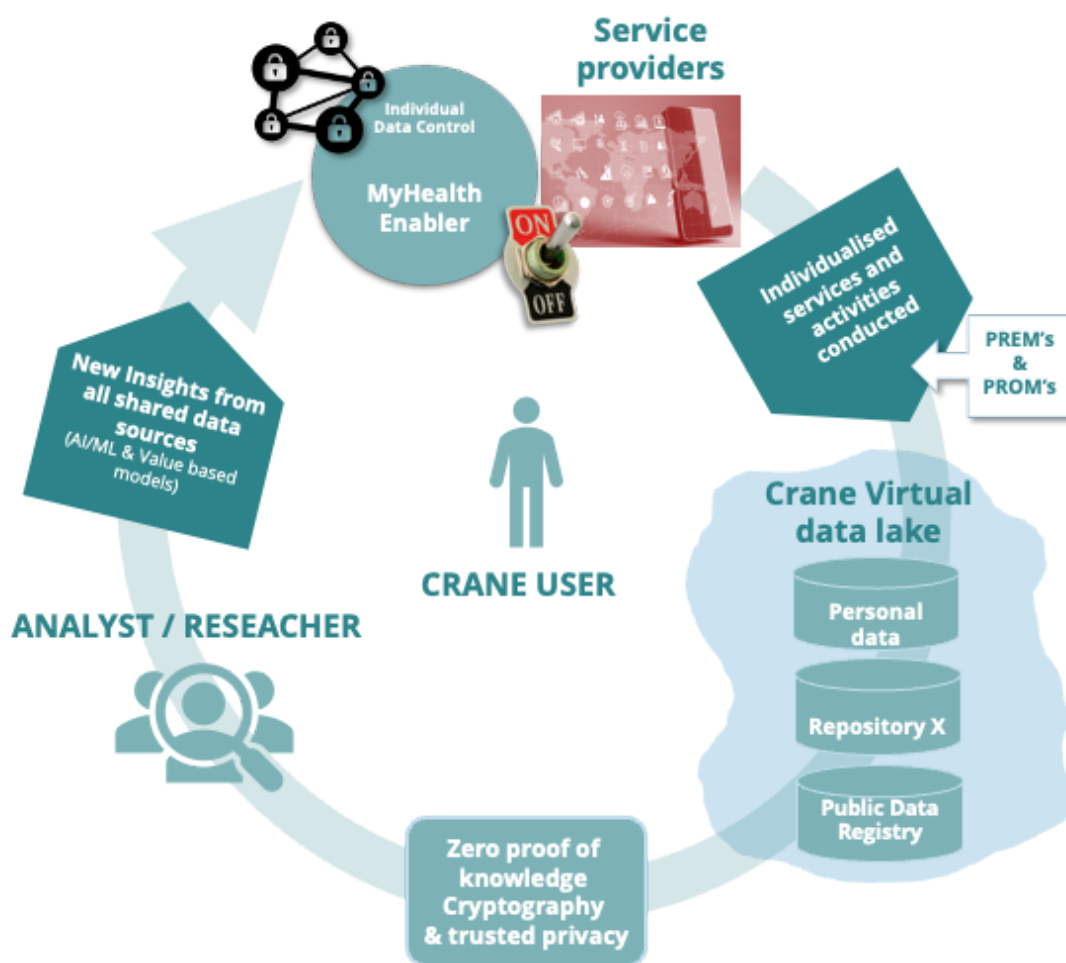 Service
providers
Individual
Data Control
MyHealth
Enabler
ON
OFF
Individualised
services and
activities
conducted
PREM's
&
PROM's
New Insights from
all shared data
sources
(AI/ML & Value based
models)
CRANE USER
Crane Virtual
data lake
Personal
data
Repository X
Public Data
Registry
ANALYST / RESEACHER
Zero proof of
knowledge
Cryptography
& trusted privacy